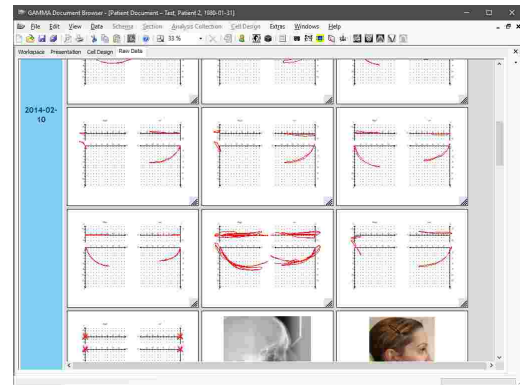 GAMMA Document Browser - [Patient Document - Test, Patient 2, 1980-01-31]
File Edit View Data Schema Section Analysis Collection Cell Design Extras Windows Help
33 %
Workspace Presentation Cell Design Raw Data
2014-02-
10